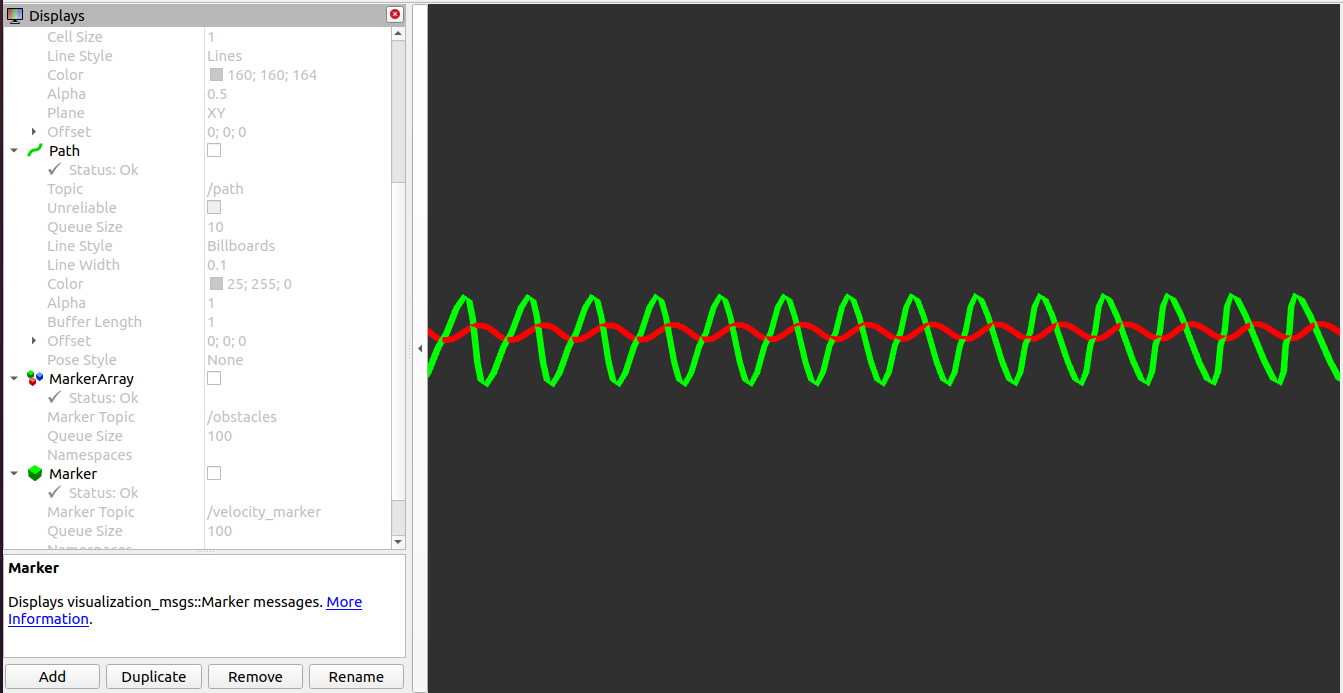 Displays
Cell Size 1
Line Style Lines
Color 160; 160; 164
Alpha 0.5
Plane XY
Offset 0; 0; 0
Path
Status: Ok
Topic /path
Unreliable
Queue Size 10
Line Style Billboards
Line Width 0.1
Color 25; 255; 0
Alpha 1
Buffer Length 1
Offset 0; 0; 0
Pose Style None
MarkerArray
Status: Ok
Marker Topic /obstacles
Queue Size 100
Namespaces
Marker
Status: Ok
Marker Topic /velocity_marker
Queue Size 100
Namespaces
Marker
Displays visualization_msgs::Marker messages. More
Information.
Add Duplicate Remove Rename